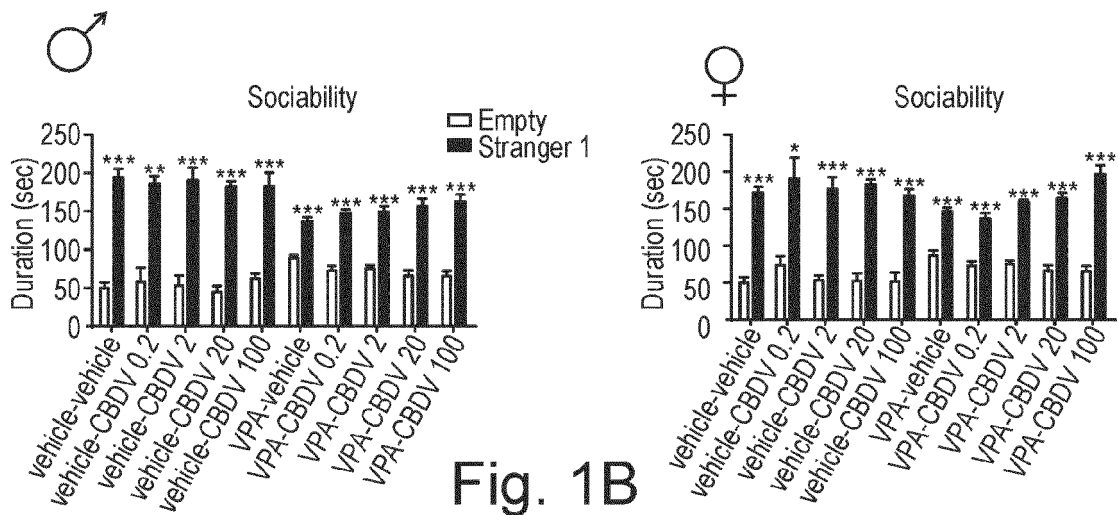 Sociability
Empty
Stranger 1
Duration (sec)
250
200
150
100
50
0
*** ** *** *** *** *** *** *** *** ***
vehicle-vehicle
vehicle-CBDV 0.2
vehicle-CBDV 2
vehicle-CBDV 20
vehicle-CBDV 100
VPA-vehicle
VPA-CBDV 0.2
VPA-CBDV 2
VPA-CBDV 20
VPA-CBDV 100
Sociability
Duration (sec)
250
200
150
100
50
0
*** * *** *** *** *** *** *** *** ***
vehicle-vehicle
vehicle-CBDV 0.2
vehicle-CBDV 2
vehicle-CBDV 20
vehicle-CBDV 100
VPA-vehicle
VPA-CBDV 0.2
VPA-CBDV 2
VPA-CBDV 20
VPA-CBDV 100
Fig. 1B